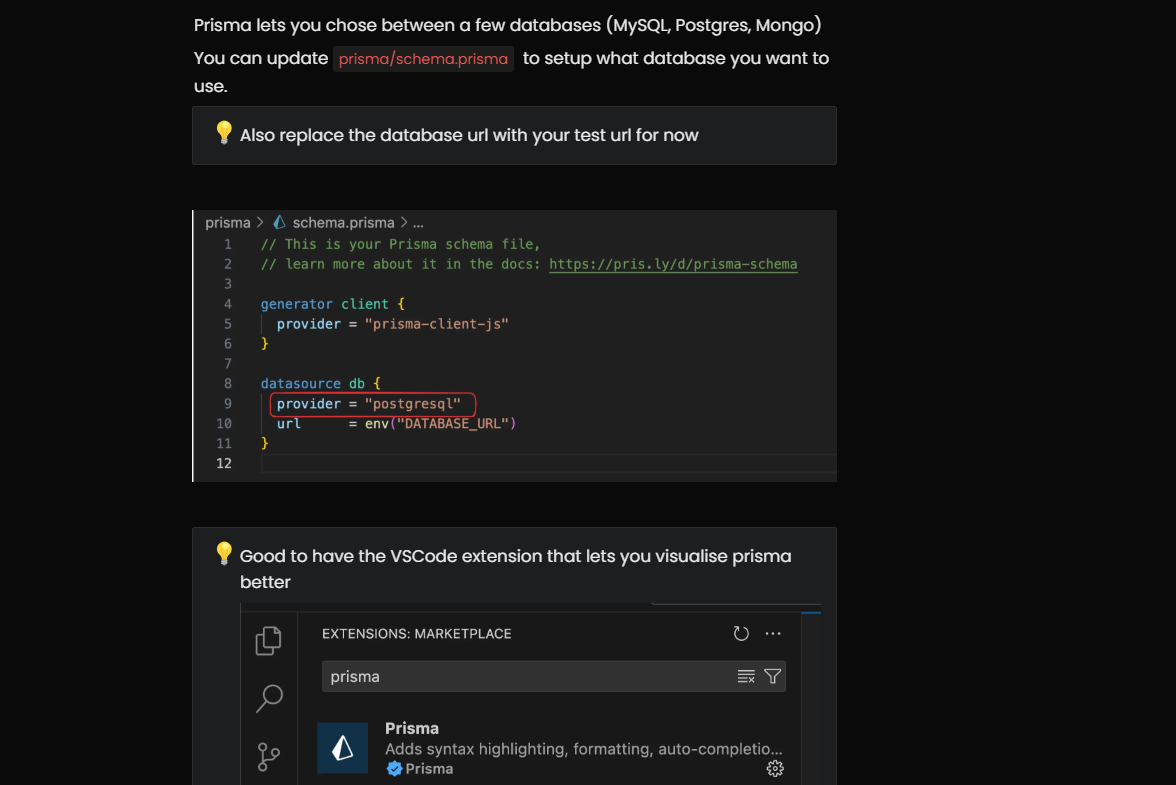 Prisma lets you chose between a few databases (MySQL, Postgres, Mongo)
You can update prisma/schema.prisma to setup what database you want to
use.
💡 Also replace the database url with your test url for now
prisma > schema.prisma > ...
1 // This is your Prisma schema file,
2 // learn more about it in the docs: https://pris.ly/d/prisma-schema
3
4 generator client {
5 provider = "prisma-client-js"
6 }
7
8 datasource db {
9 provider = "postgresql"
10 url = env("DATABASE_URL")
11 }
12
💡 Good to have the VSCode extension that lets you visualise prisma
better
EXTENSIONS: MARKETPLACE
prisma
Prisma
Adds syntax highlighting, formatting, auto-completio...
Prisma